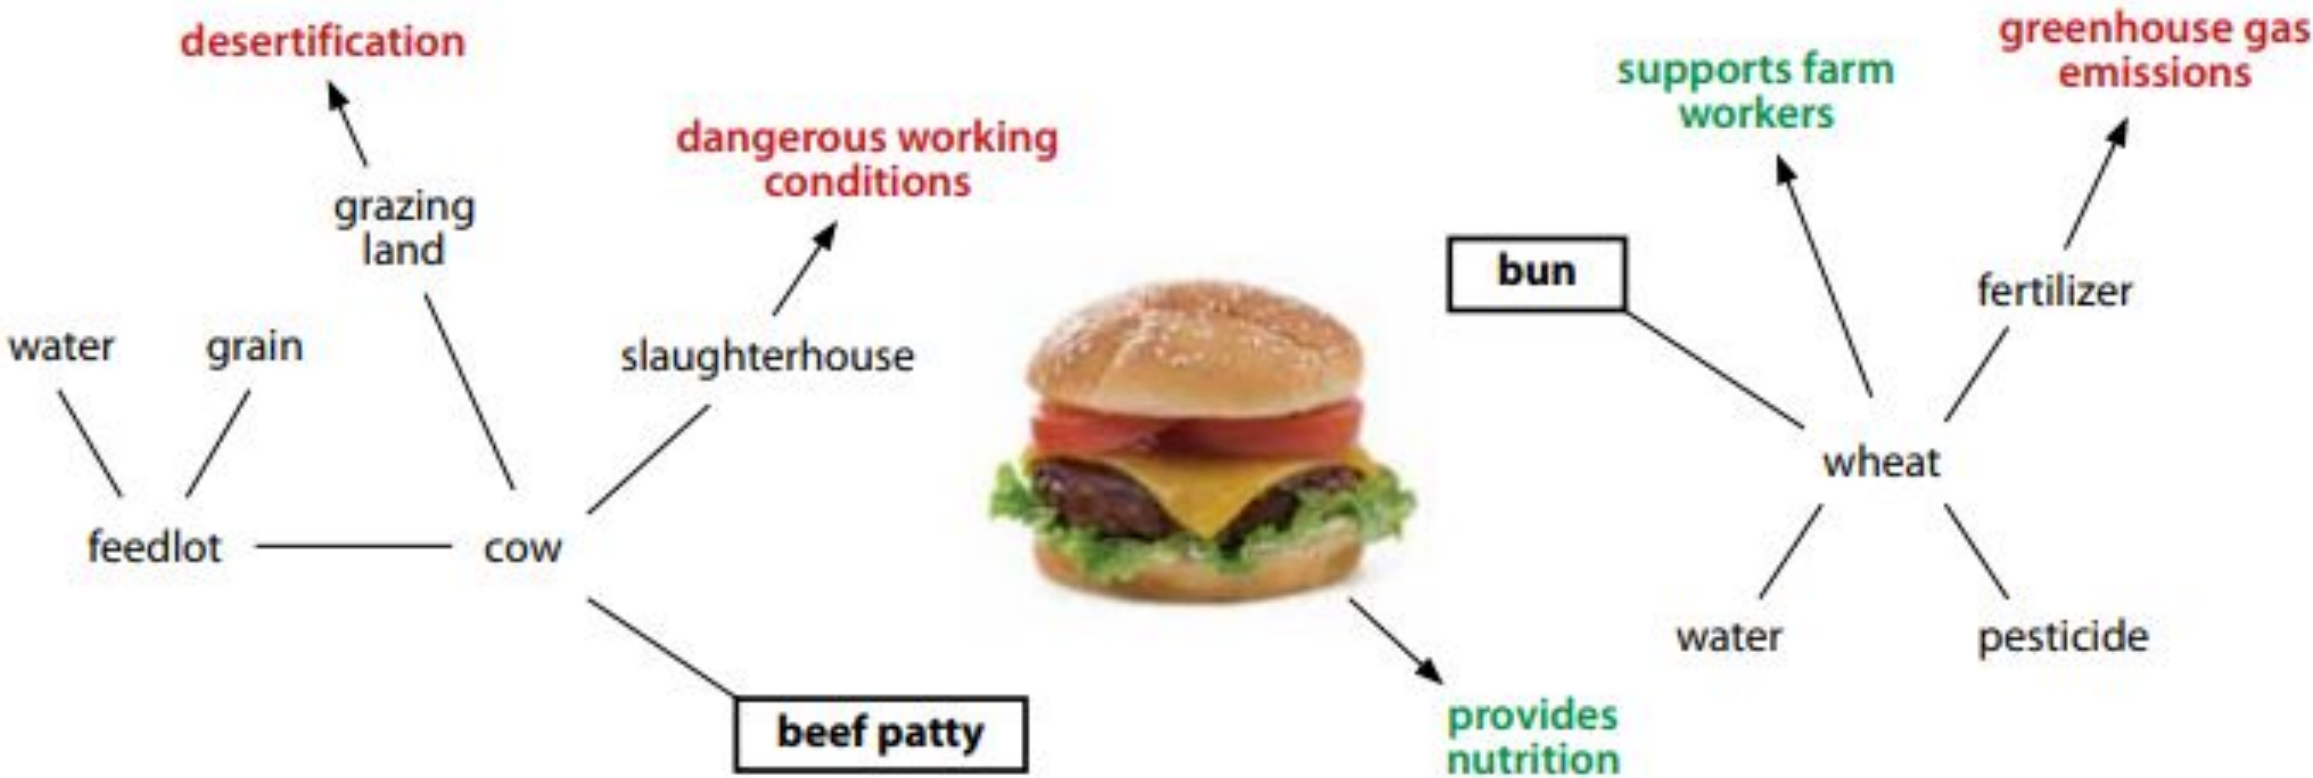 desertification
grazing
land
water
grain
feedlot
cow
slaughterhouse
dangerous working
conditions
beef patty
provides
nutrition
bun
supports farm
workers
greenhouse gas
emissions
fertilizer
wheat
water
pesticide